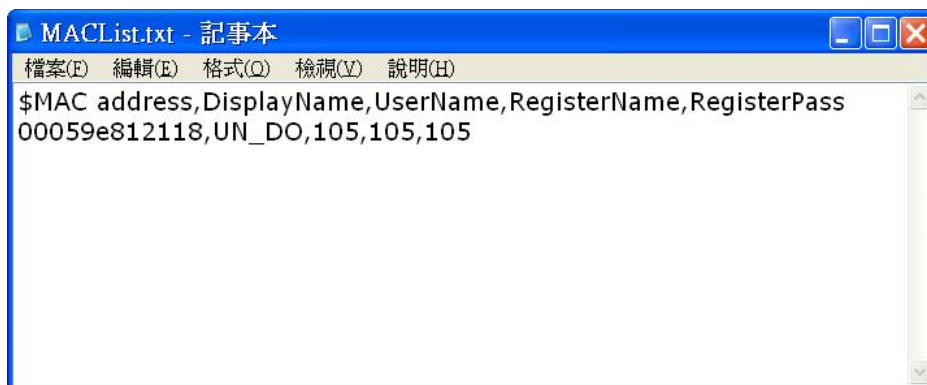 MACList.txt - 記事本
檔案(F) 編輯(E) 格式(O) 檢視(V) 說明(H)
$MAC address,DisplayName,UserName,RegisterName,RegisterPass
00059e812118,UN_DO,105,105,105